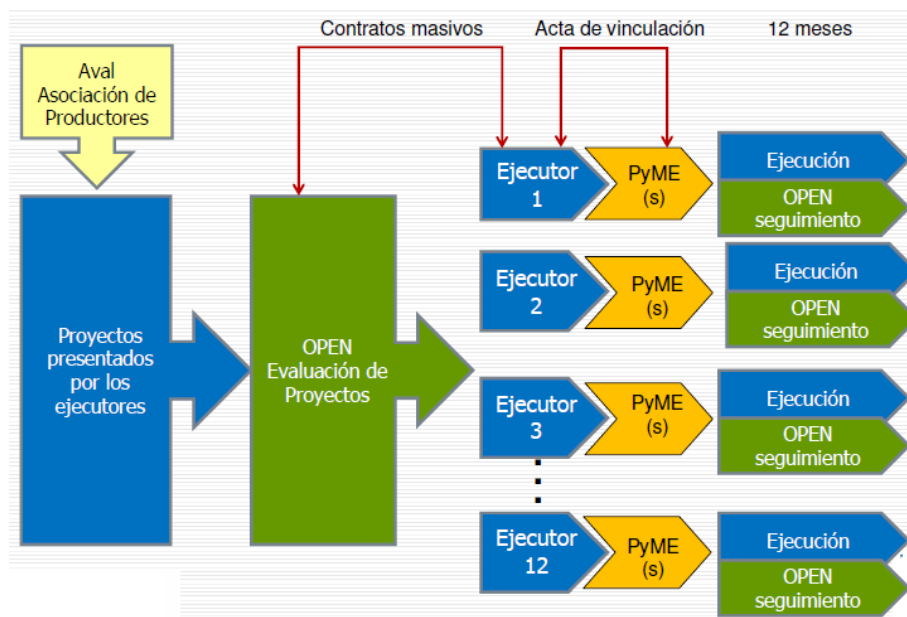 Contratos masivos
Acta de vinculación
12 meses
Aval
Asociación de
Productores
Proyectos
presentados
por los
ejecutores
OPEN
Evaluación de
Proyectos
Ejecutor
1
PyME
(s)
Ejecución
OPEN
seguimiento
Ejecutor
2
PyME
(s)
Ejecución
OPEN
seguimiento
Ejecutor
3
PyME
(s)
Ejecución
OPEN
seguimiento
Ejecutor
12
PyME
(s)
Ejecución
OPEN
seguimiento